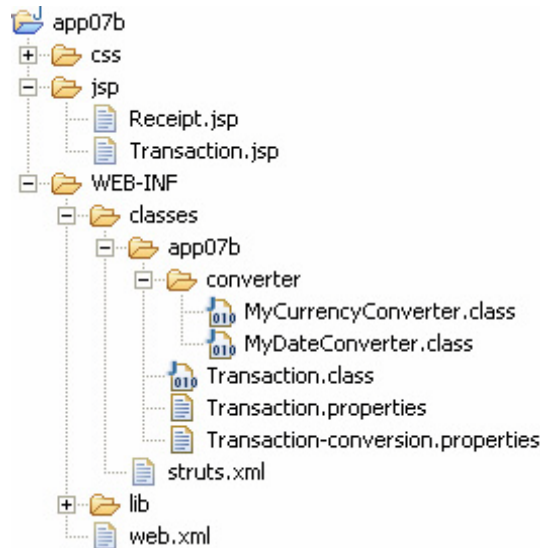 app07b
css
jsp
Receipt.jsp
Transaction.jsp
WEB-INF
classes
app07b
converter
MyCurrencyConverter.class
MyDateConverter.class
Transaction.class
Transaction.properties
Transaction-conversion.properties
struts.xml
lib
web.xml